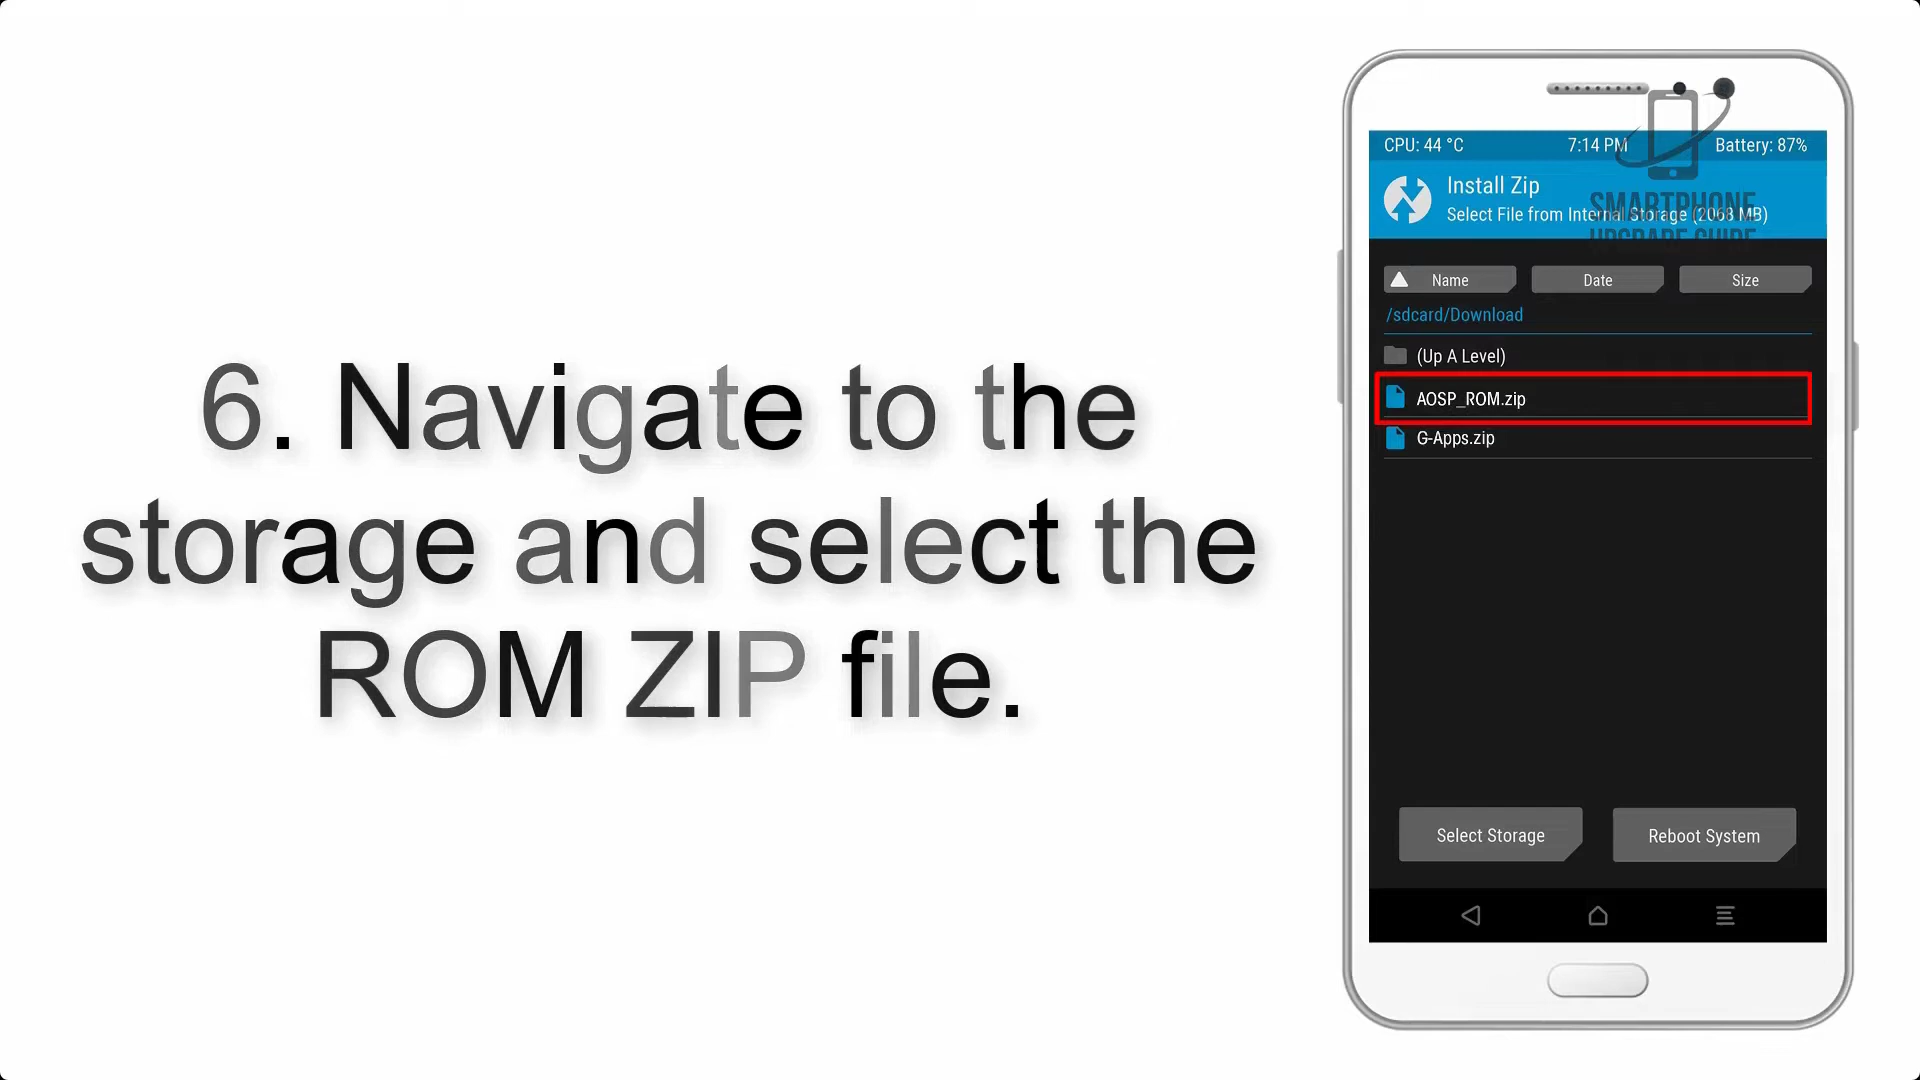 6. Navigate to the
storage and select the
ROM ZIP file.
CPU: 44 °C 7:14 PM Battery: 87%
Install Zip
Select File from Internal Storage (2068 MB)
SMARTPHONE
UPGRADE GUIDE
Name Date Size
/sdcard/Download
(Up A Level)
AOSP_ROM.zip
G-Apps.zip
Select Storage Reboot System